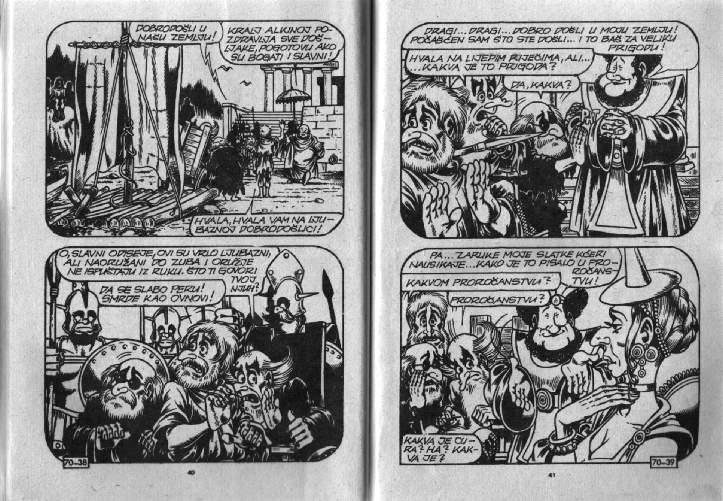 DOBRODOŠLI U
NAŠU ZEMLJU!
KRALJ ALKINOJ PO-
ZDRAVLJA SVE DOŠ-
LJAKE, POGOTOVU AKO
SU BOGATI I SLAVNI!
HVALA, HVALA VAM NA LJU-
BAZNOJ DOBRODOŠLICI!
O, SLAVNI ODISEJE, OVI SU VRLO LJUBAZNI,
ALI NAORUŽANI DO ZUBA I ORUŽJE
NE ISPUŠTAJU IZ RUKU. ŠTO TI GOVORI
TVOJ
NJUH?
DA SE SLABO PERU!
SMRDE KAO OVNOVI!
70-38
40
DRAGI... DRAGI... DOBRO DOŠLI U MOJU ZEMLJU!
POČAŠĆEN SAM ŠTO STE DOŠLI... I TO BAŠ ZA VELIKU
PRIGODU!
HVALA NA LIJEPIM RIJEČIMA, ALI...
...KAKVA JE TO PRIGODA?
DA, KAKVA?
PA... ZARUKE MOJE SLATKE KĆERI
NAUSIKAJE... KAKO JE TO PISALO U PRO-
ROČANS-
TVU!
KAKVOM PROROČANSTVU?
PROROČANSTVU?
KAKVA JE CU-
RA? HA? KAK-
VA JE?
70-39
41